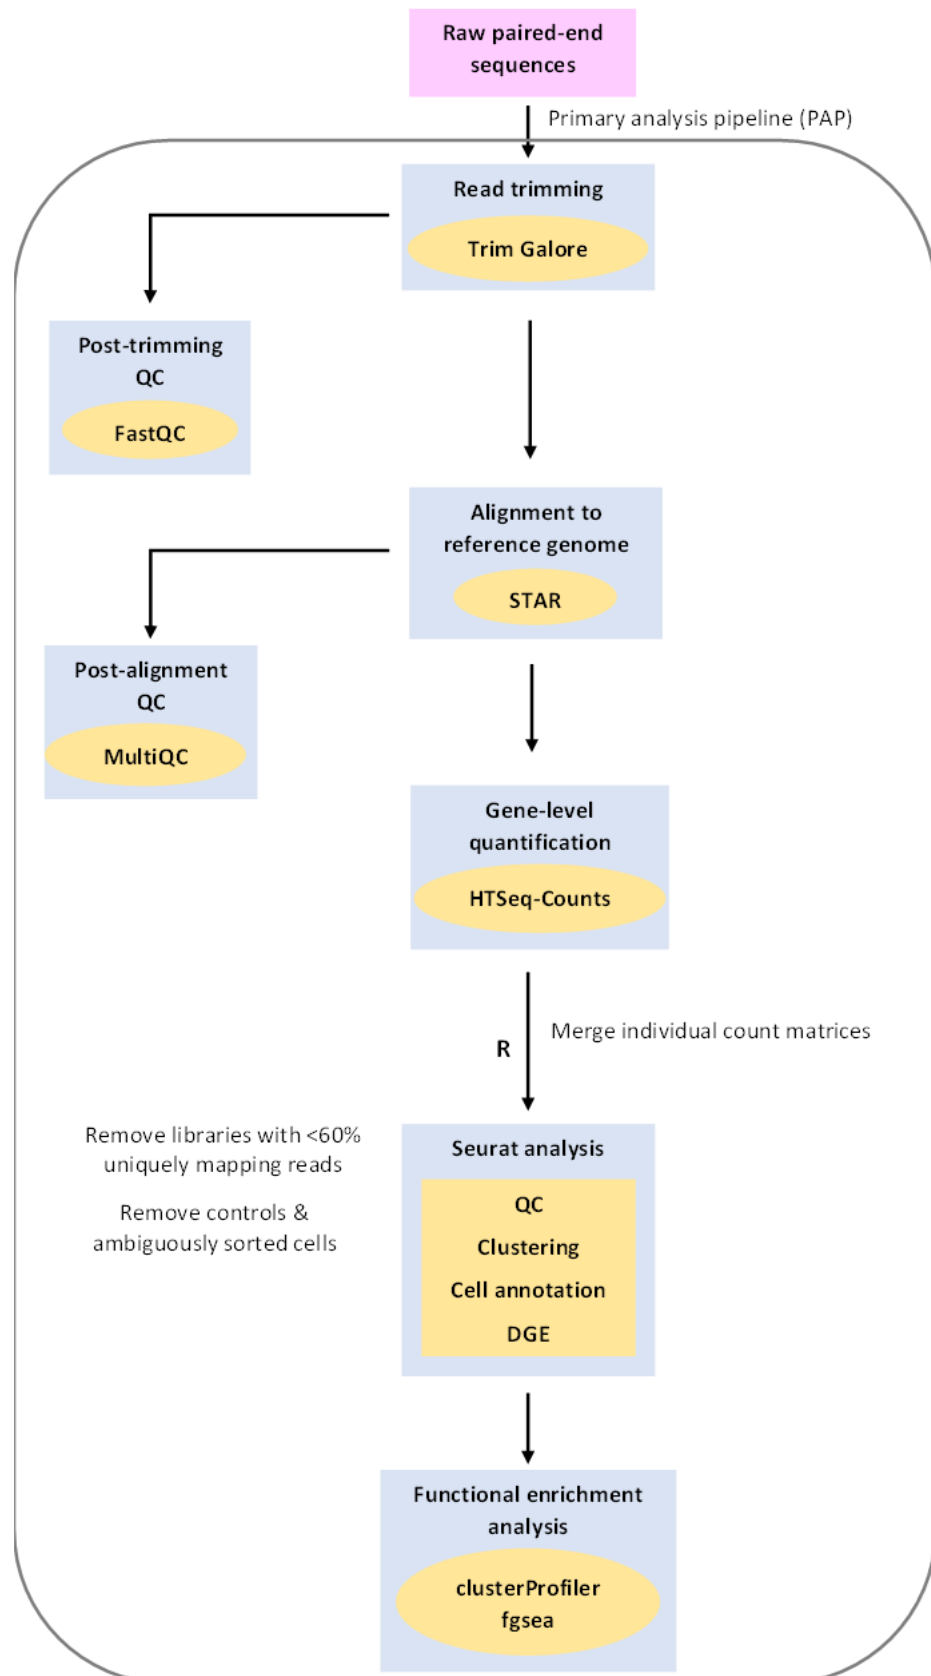 Raw paired-end
sequences
Primary analysis pipeline (PAP)
Read trimming
Trim Galore
Post-trimming
QC
FastQC
Alignment to
reference genome
STAR
Post-alignment
QC
MultiQC
Gene-level
quantification
HTSeq-Counts
R
Merge individual count matrices
Remove libraries with <60%
uniquely mapping reads
Remove controls &
ambiguously sorted cells
Seurat analysis
QC
Clustering
Cell annotation
DGE
Functional enrichment
analysis
clusterProfiler
fgsea